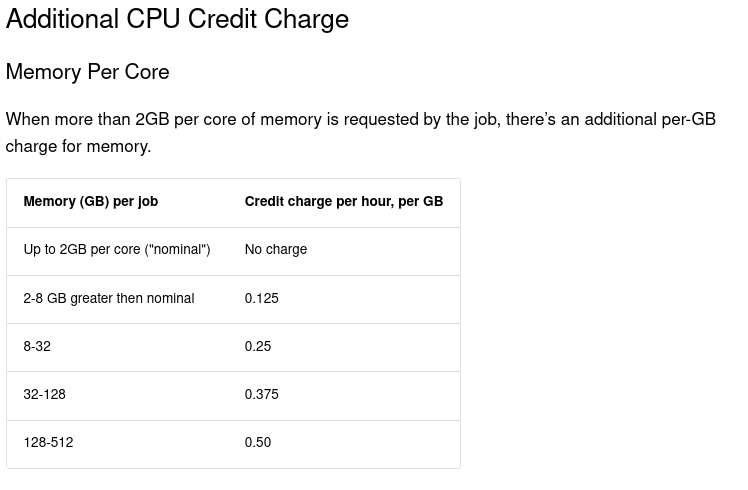 Additional CPU Credit Charge
Memory Per Core
When more than 2GB per core of memory is requested by the job, there’s an additional per-GB
charge for memory.
Memory (GB) per job Credit charge per hour, per GB
Up to 2GB per core ("nominal") No charge
2-8 GB greater then nominal 0.125
8-32 0.25
32-128 0.375
128-512 0.50